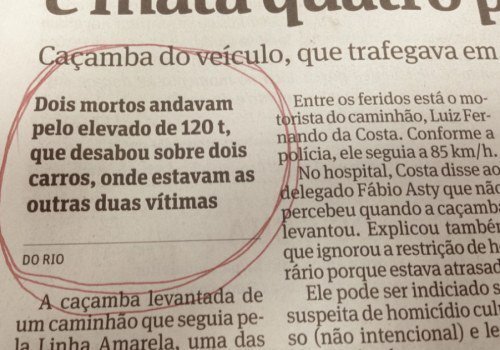 e mata quatro p
Caçamba do veículo, que trafegava em
Dois mortos andavam
pelo elevado de 120 t,
que desabou sobre dois
carros, onde estavam as
outras duas vítimas
DO RIO
A caçamba levantada de
um caminhão que seguia pe-
la Linha Amarela, uma das
Entre os feridos está o mo-
torista do caminhão, Luiz Fer-
nando da Costa. Conforme a
polícia, ele seguia a 85 km/h.
No hospital, Costa disse ao
delegado Fábio Asty que não
percebeu quando a caçamba
levantou. Explicou também
que ignorou a restrição de ho-
rário porque estava atrasad
Ele pode ser indiciado s
suspeita de homicídio cul
so (não intencional) e le